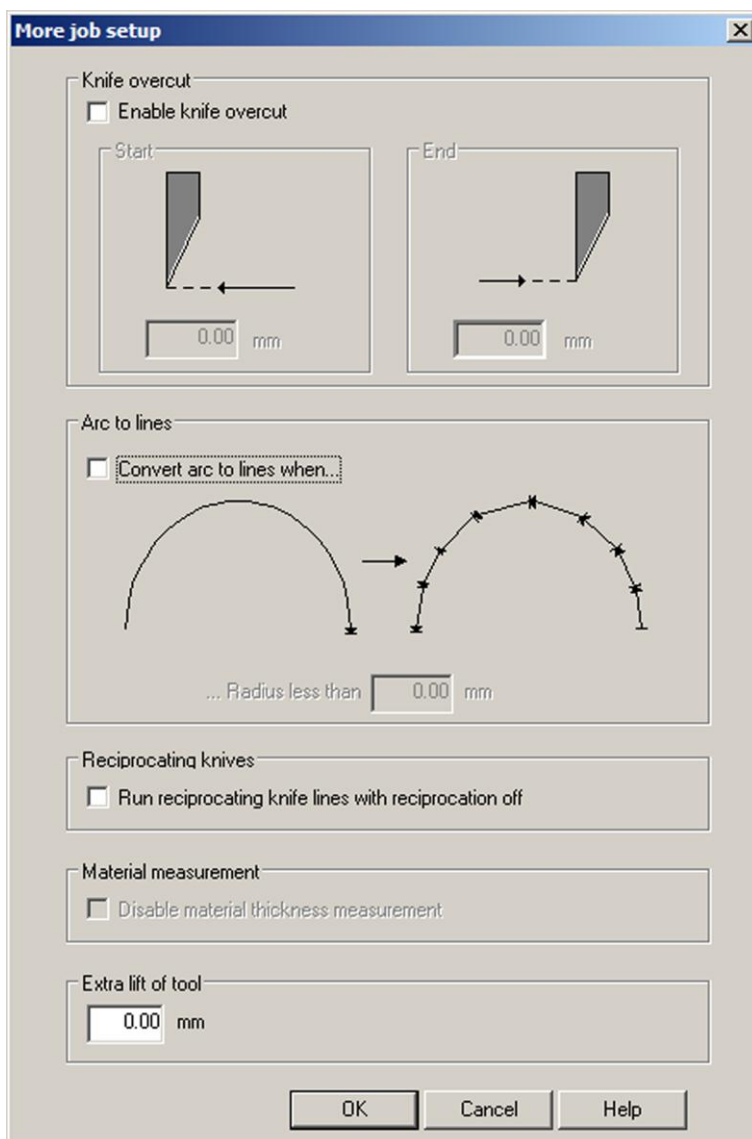 More job setup
Knife overcut
Enable knife overcut
Start
End
0.00 mm
0.00 mm
Arc to lines
Convert arc to lines when...
... Radius less than 0.00 mm
Reciprocating knives
Run reciprocating knife lines with reciprocation off
Material measurement
Disable material thickness measurement
Extra lift of tool
0.00 mm
OK Cancel Help